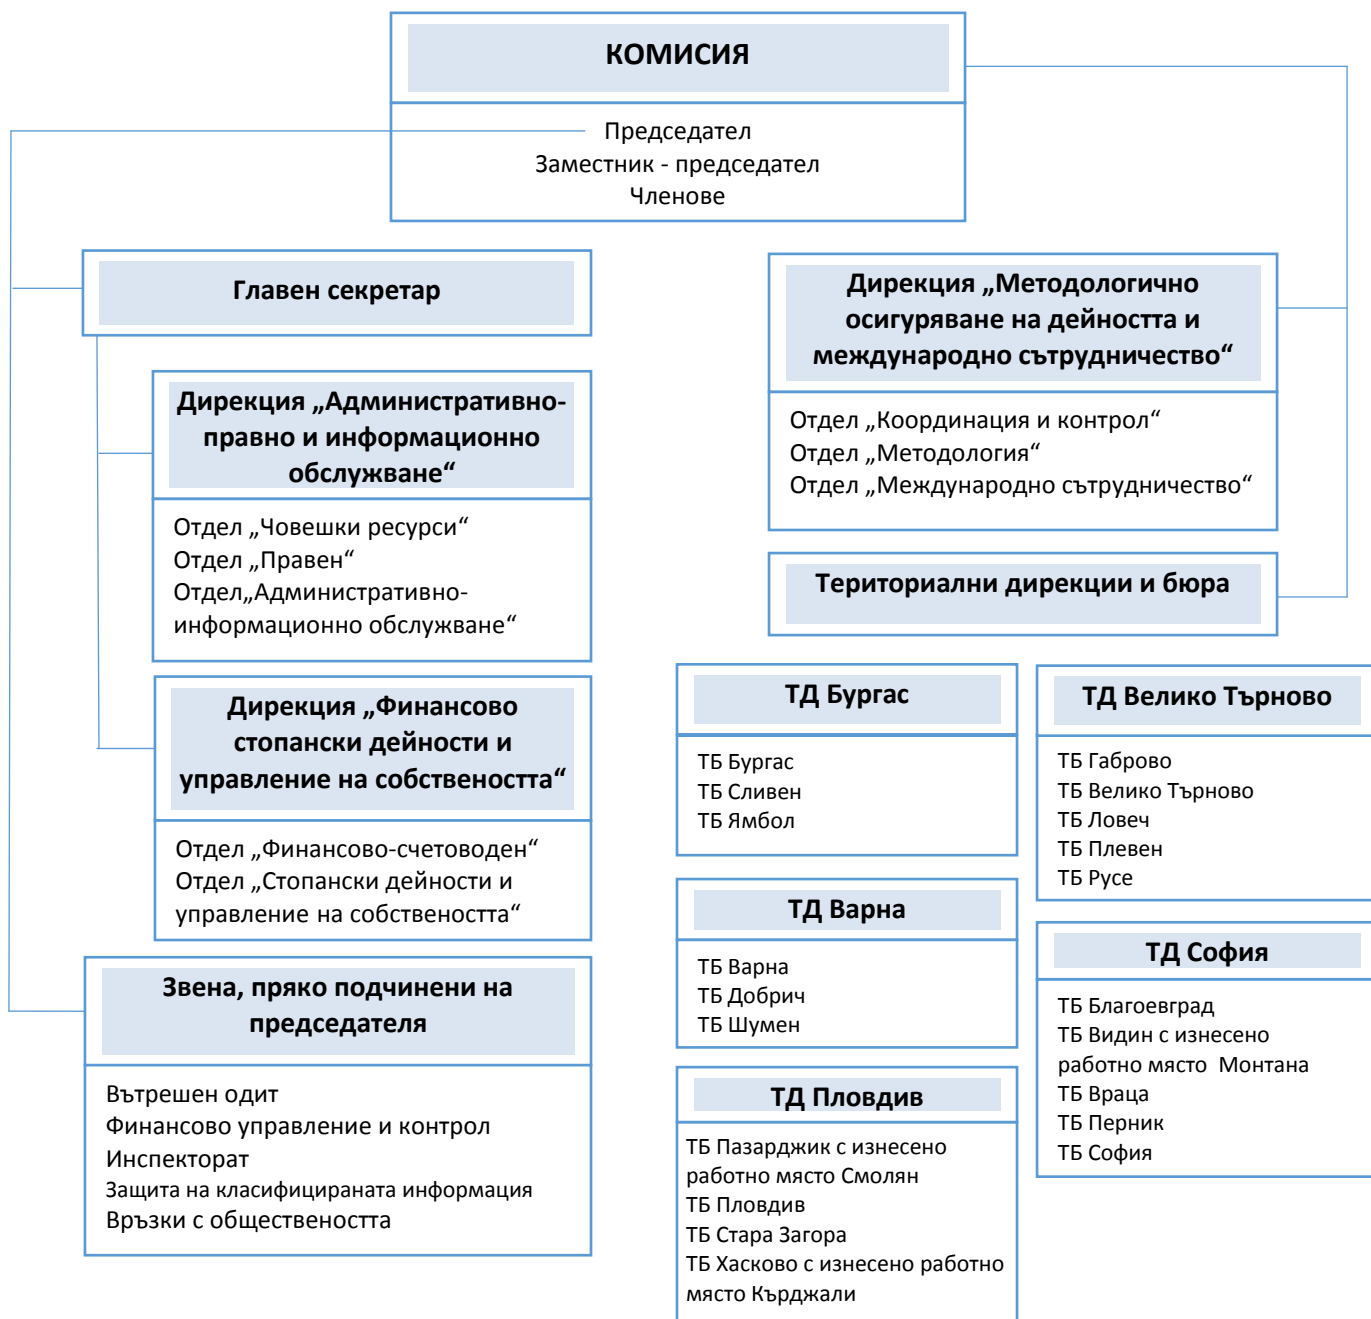 КОМИСИЯ
Председател
Заместник - председател
Членове
Главен секретар
Дирекция „Административно-
правно и информационно
обслужване“
Отдел „Човешки ресурси“
Отдел „Правен“
Отдел„Административно-
информационно обслужване“
Дирекция „Финансово
стопански дейности и
управление на собствеността“
Отдел „Финансово-счетоводен“
Отдел „Стопански дейности и
управление на собствеността“
Звена, пряко подчинени на
председателя
Вътрешен одит
Финансово управление и контрол
Инспекторат
Защита на класифицираната информация
Връзки с обществеността
Дирекция „Методологично
осигуряване на дейността и
международно сътрудничество“
Отдел „Координация и контрол“
Отдел „Методология“
Отдел „Международно сътрудничество“
Териториални дирекции и бюра
ТД Бургас
ТБ Бургас
ТБ Сливен
ТБ Ямбол
ТД Варна
ТБ Варна
ТБ Добрич
ТБ Шумен
ТД Пловдив
ТБ Пазарджик с изнесено
работно място Смолян
ТБ Пловдив
ТБ Стара Загора
ТБ Хасково с изнесено работно
място Кърджали
ТД Велико Търново
ТБ Габрово
ТБ Велико Търново
ТБ Ловеч
ТБ Плевен
ТБ Русе
ТД София
ТБ Благоевград
ТБ Видин с изнесено
работно място  Монтана
ТБ Враца
ТБ Перник
ТБ София